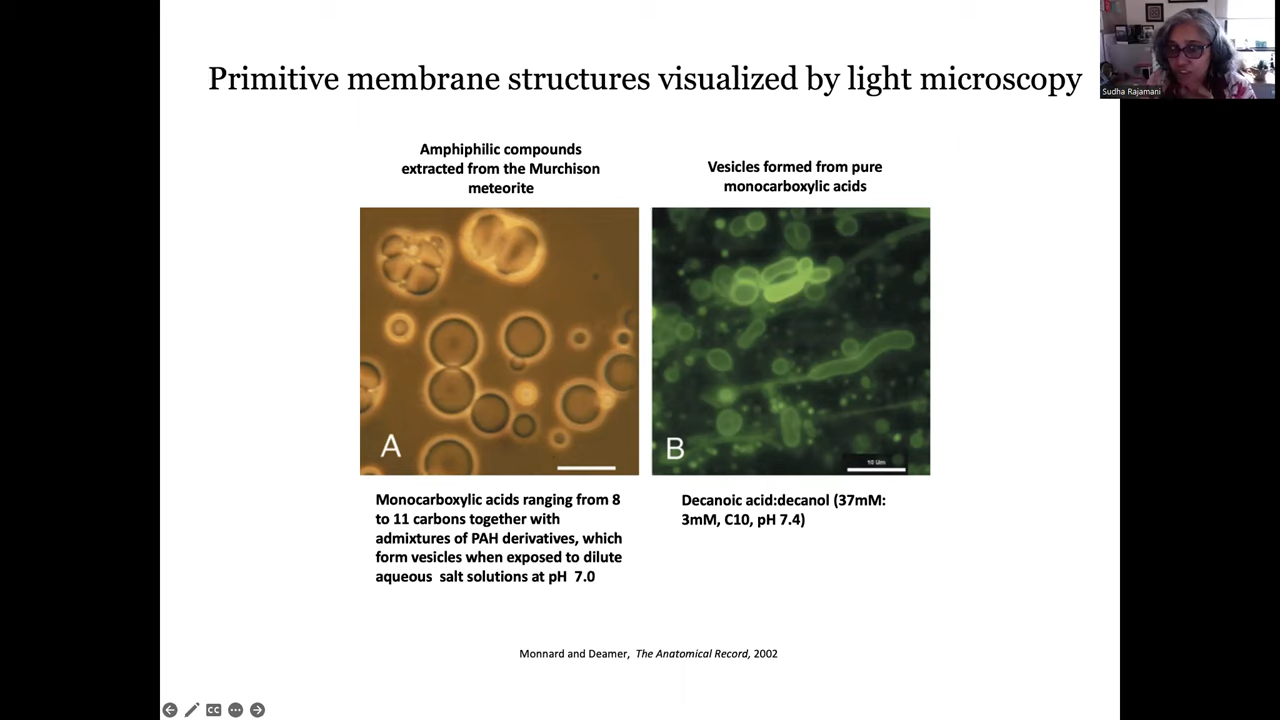 Primitive membrane structures visualized by light microscopy
Sudha Rajamani
Amphiphilic compounds
extracted from the Murchison
meteorite
Vesicles formed from pure
monocarboxylic acids
A
B
10 Um
Monocarboxylic acids ranging from 8
to 11 carbons together with
admixtures of PAH derivatives, which
form vesicles when exposed to dilute
aqueous salt solutions at pH 7.0
Decanoic acid:decanol (37mM:
3mM, C10, pH 7.4)
Monnard and Deamer, The Anatomical Record, 2002
CC